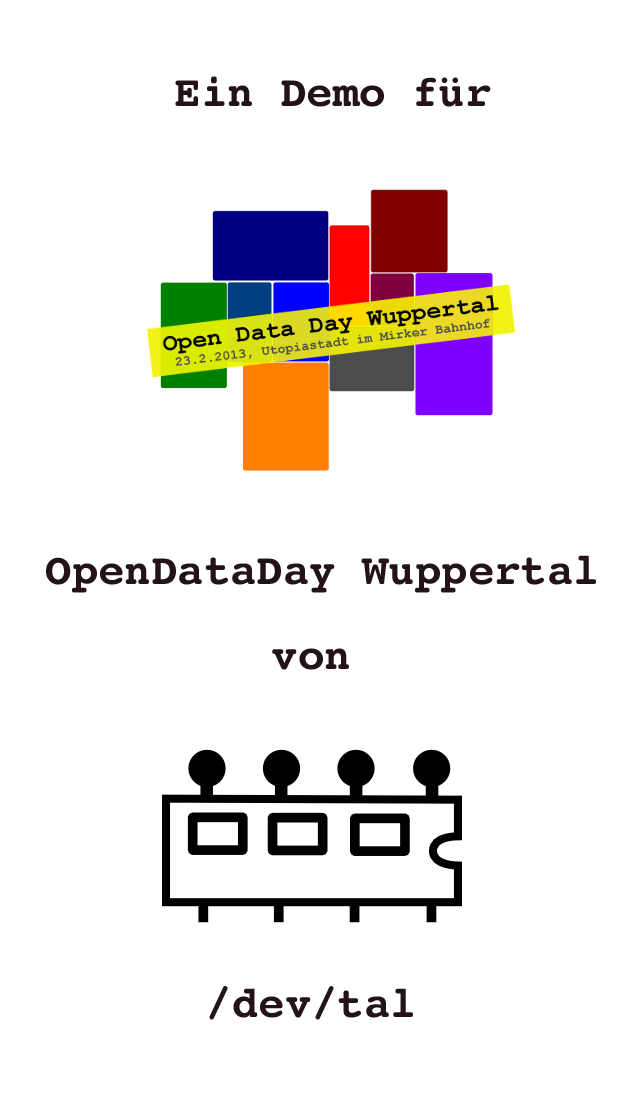 Ein Demo für
Open Data Day Wuppertal
23.2.2013, Utopiastadt im Mirker Bahnhof
OpenDataDay Wuppertal
von
/dev/tal